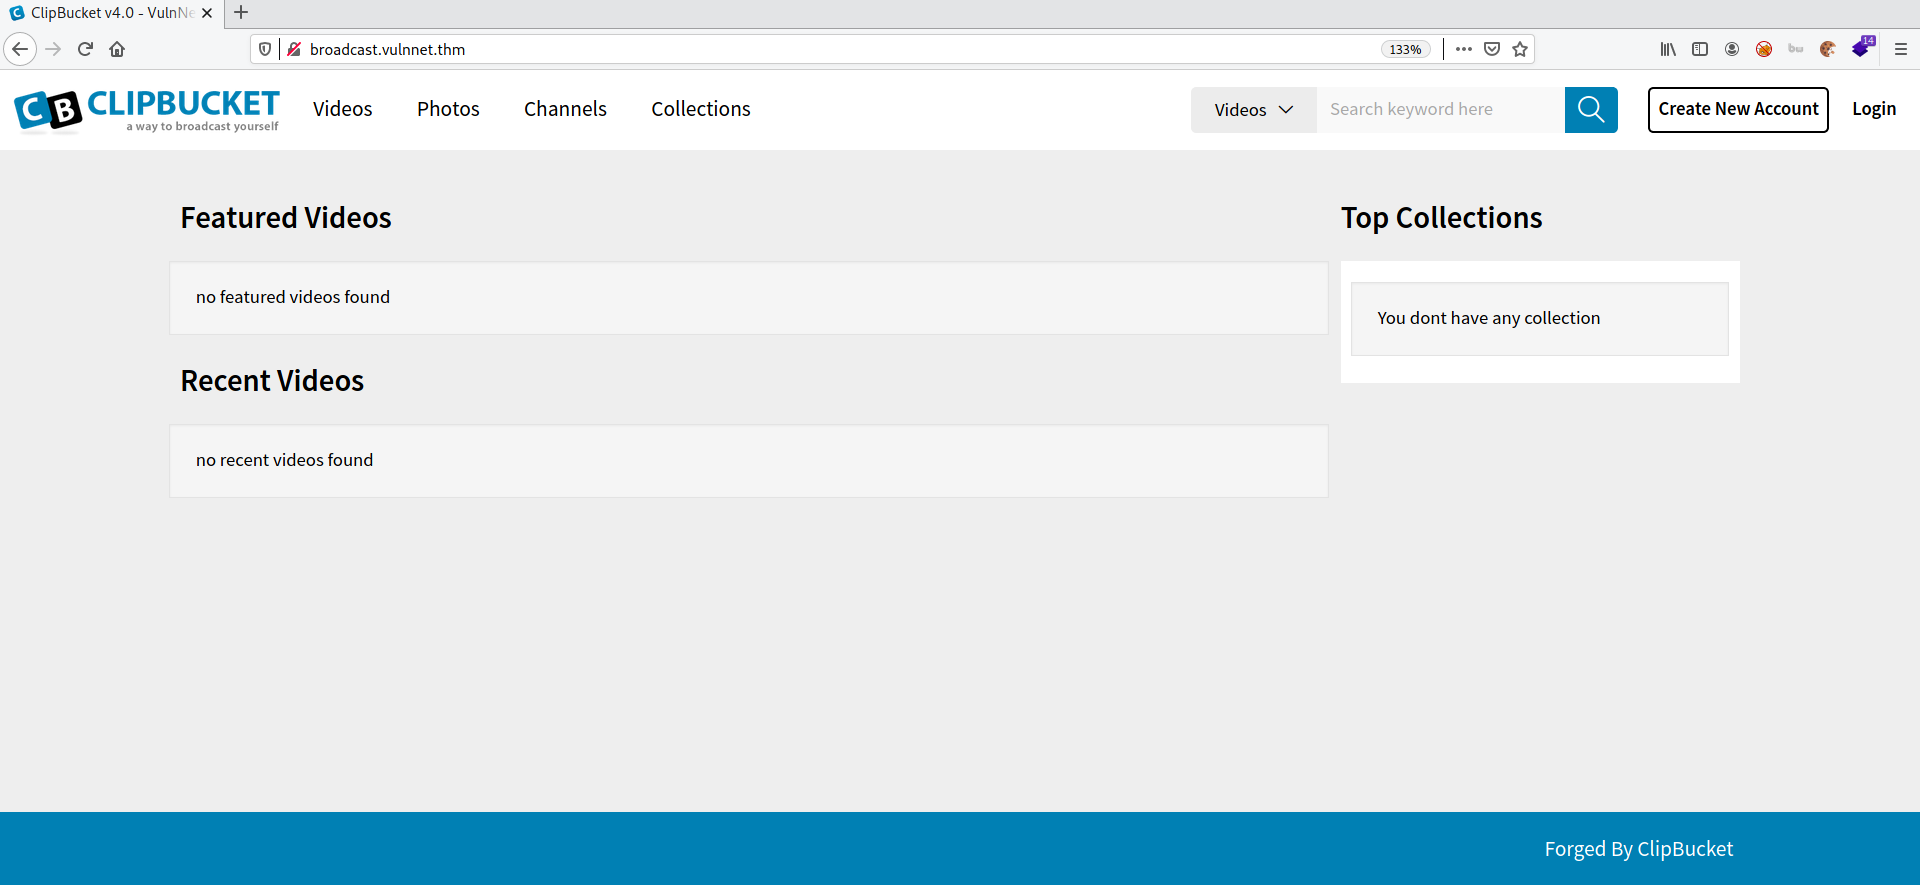 ClipBucket v4.0 - VulnNe
broadcast.vulnnet.thm
133%
14
CB CLIPBUCKET
a way to broadcast yourself
Videos
Photos
Channels
Collections
Videos
Search keyword here
Create New Account
Login
Featured Videos
Top Collections
no featured videos found
You dont have any collection
Recent Videos
no recent videos found
Forged By ClipBucket